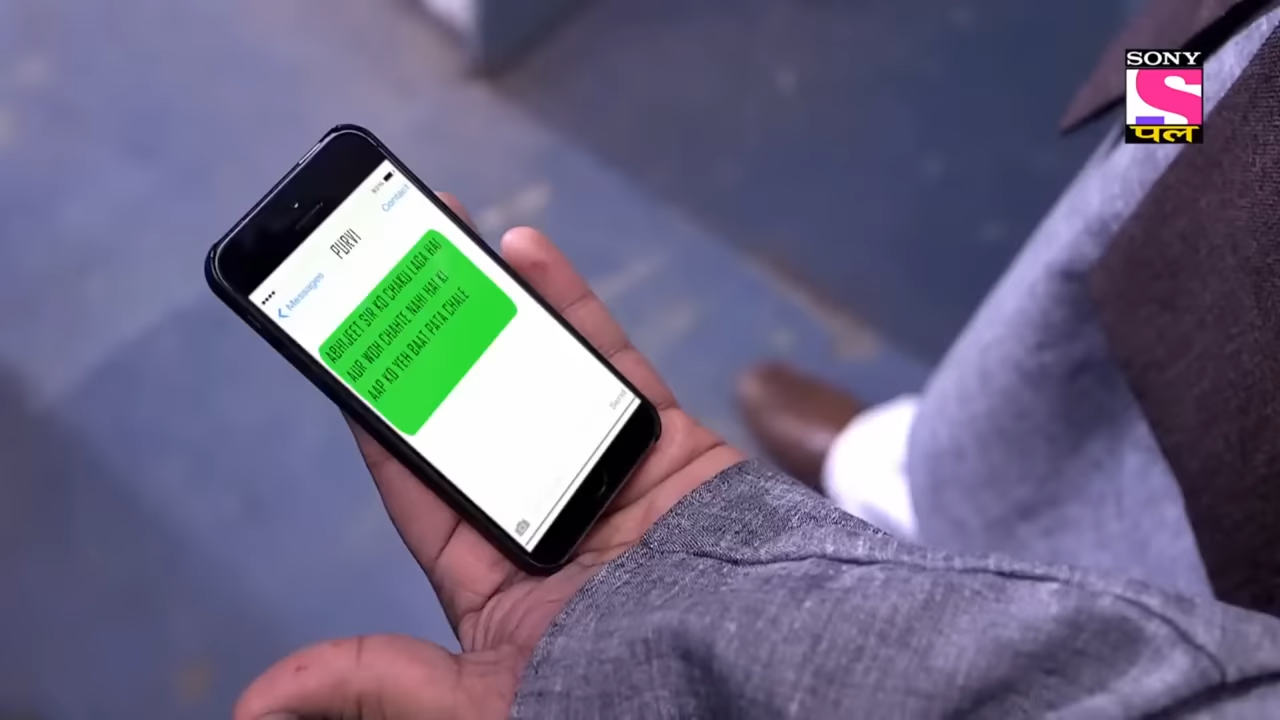 SONY
S
पल
Contact
Messages
PURVI
ABHIJEET SIR KO CHAKU LAGA HAI
AUR WOH CHAHTE NAHI HAI KI
AAP KO YEH BAAT PATA CHALE
Send